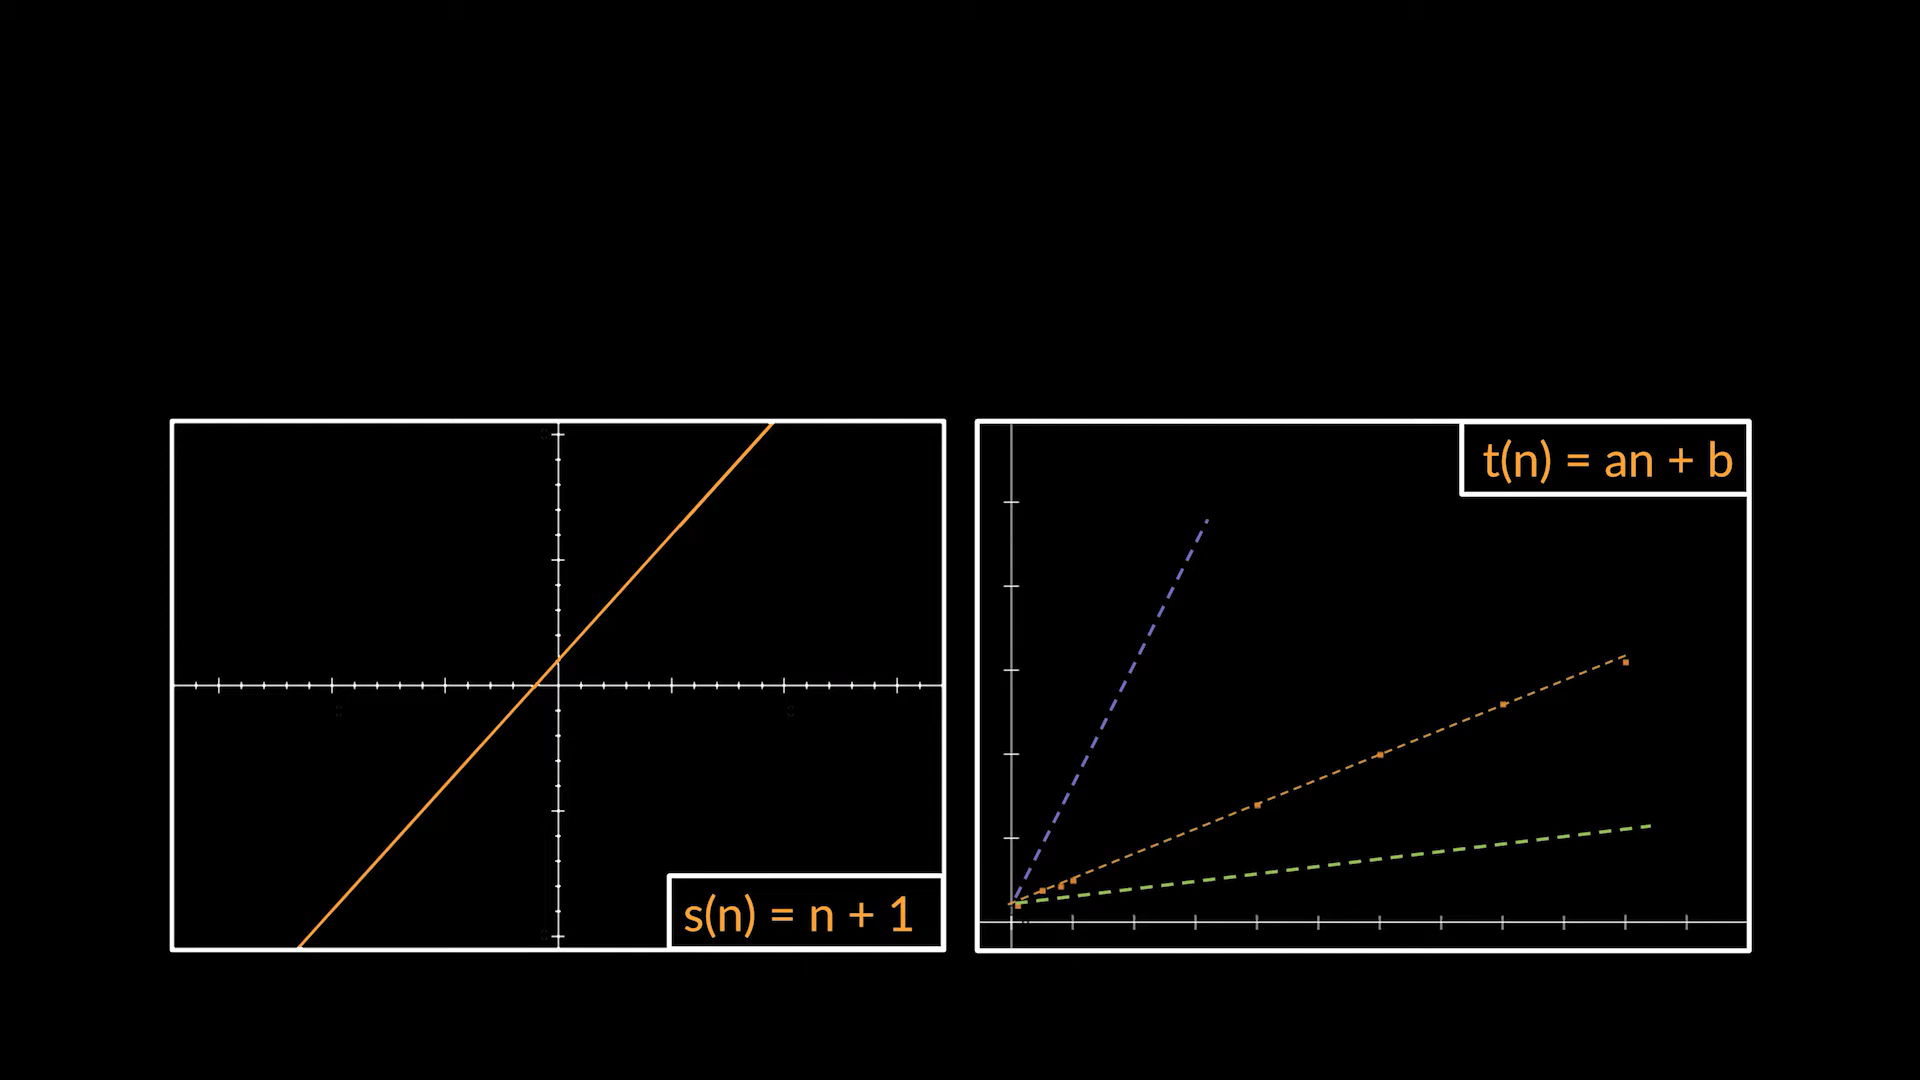 s(n) = n + 1
t(n) = an + b